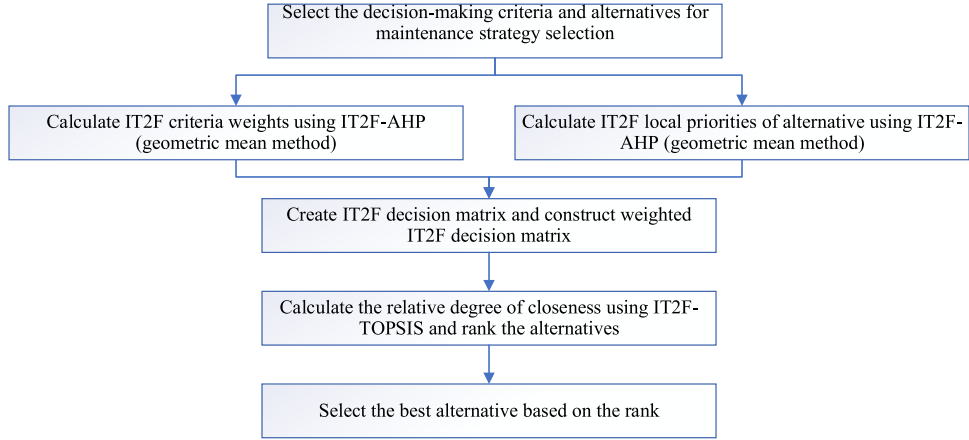 Select the decision-making criteria and alternatives for
maintenance strategy selection
Calculate IT2F criteria weights using IT2F-AHP
(geometric mean method)
Calculate IT2F local priorities of alternative using IT2F-
AHP (geometric mean method)
Create IT2F decision matrix and construct weighted
IT2F decision matrix
Calculate the relative degree of closeness using IT2F-
TOPSIS and rank the alternatives
Select the best alternative based on the rank